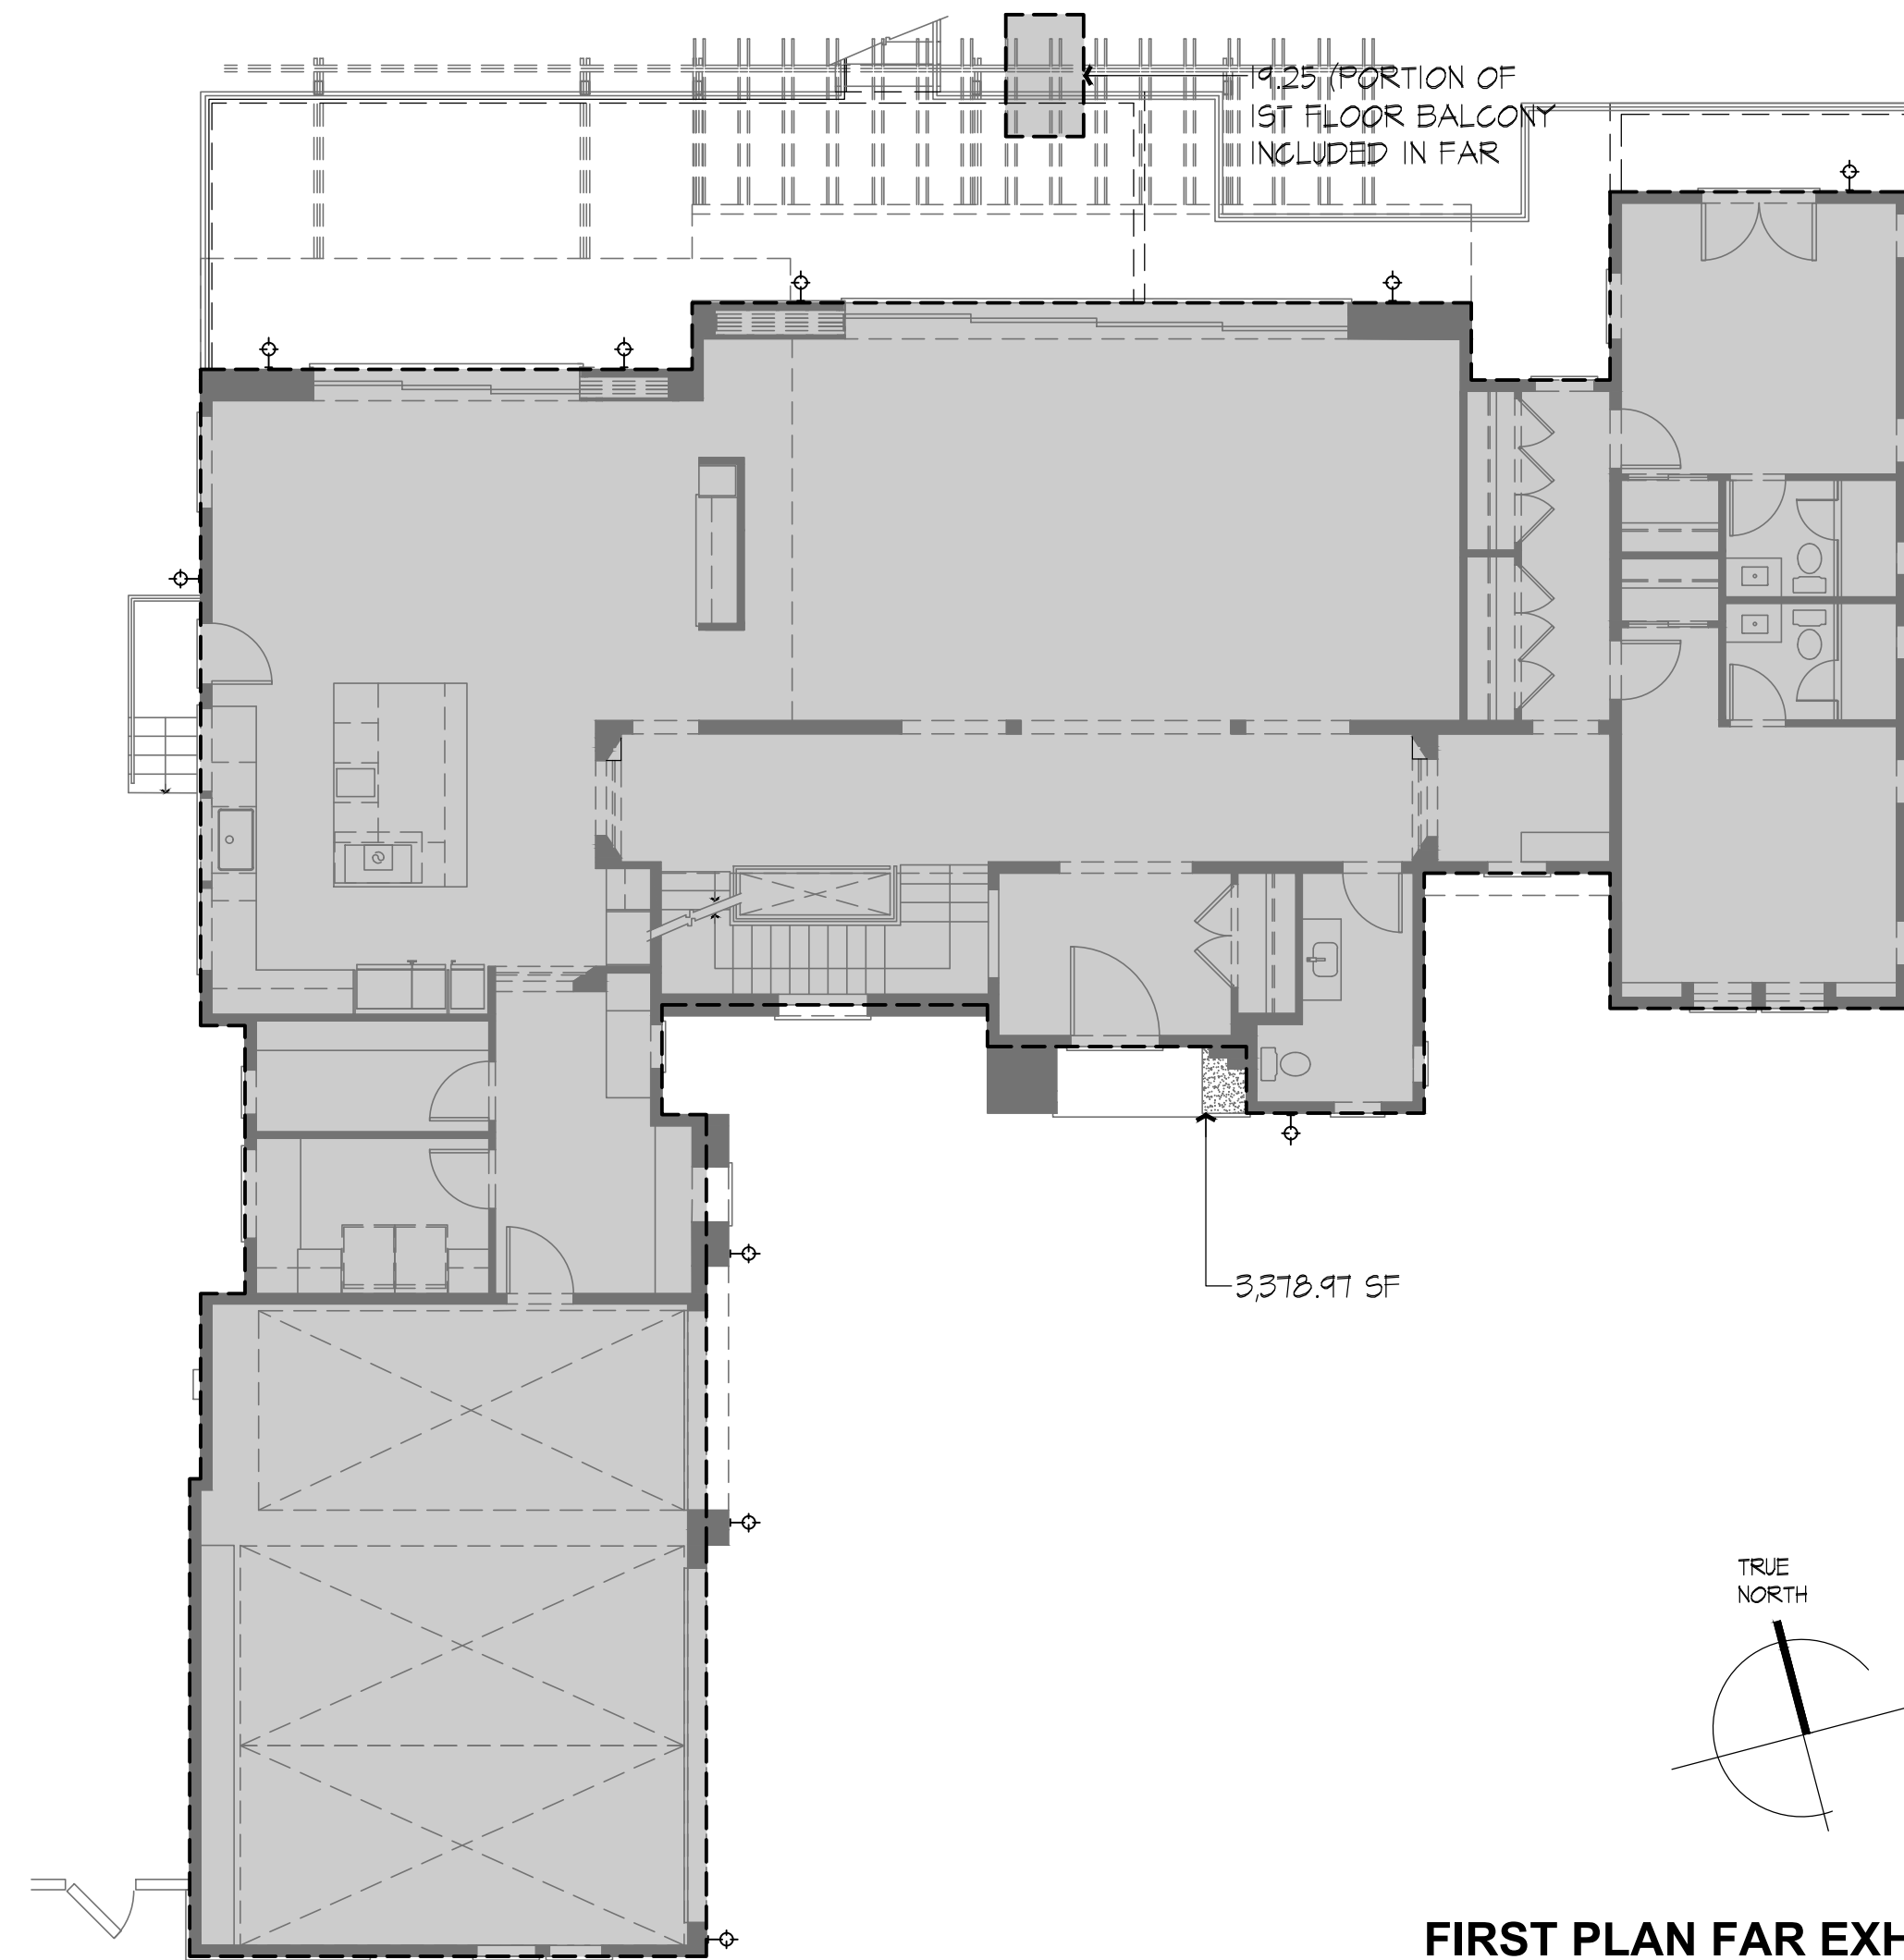 19.25 (PORTION OF
1ST FLOOR BALCONY
INCLUDED IN FAR
3,378.97 SF
TRUE
NORTH
FIRST PLAN FAR